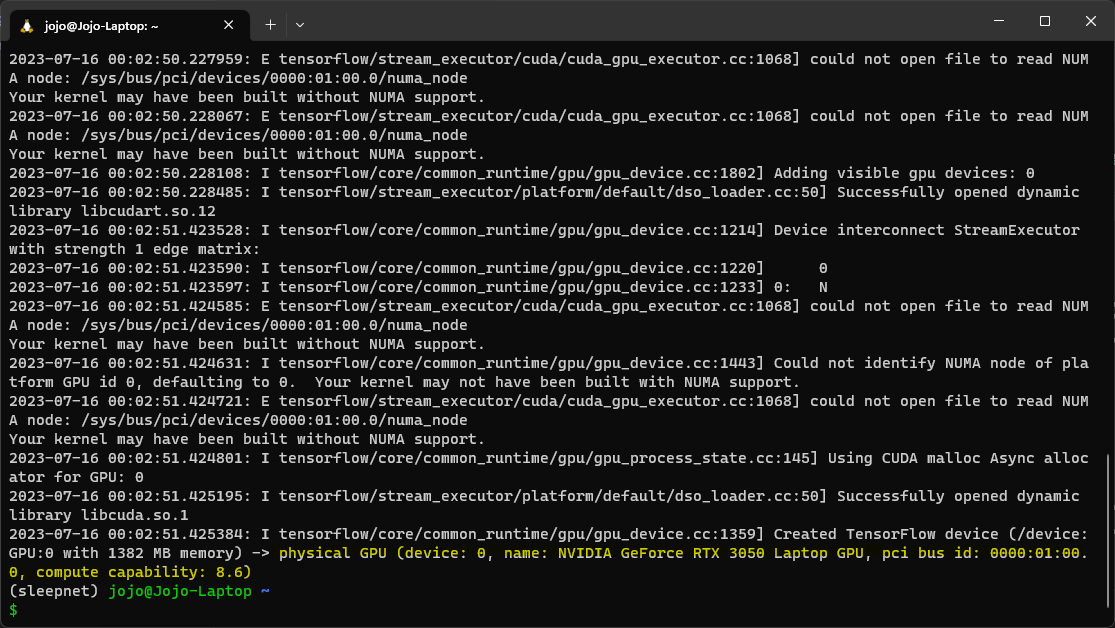 jojo@Jojo-Laptop: ~
2023-07-16 00:02:50.227959: E tensorflow/stream_executor/cuda/cuda_gpu_executor.cc:1068] could not open file to read NUM
A node: /sys/bus/pci/devices/0000:01:00.0/numa_node
Your kernel may have been built without NUMA support.
2023-07-16 00:02:50.228067: E tensorflow/stream_executor/cuda/cuda_gpu_executor.cc:1068] could not open file to read NUM
A node: /sys/bus/pci/devices/0000:01:00.0/numa_node
Your kernel may have been built without NUMA support.
2023-07-16 00:02:50.228108: I tensorflow/core/common_runtime/gpu/gpu_device.cc:1802] Adding visible gpu devices: 0
2023-07-16 00:02:50.228485: I tensorflow/stream_executor/platform/default/dso_loader.cc:50] Successfully opened dynamic
library libcudart.so.12
2023-07-16 00:02:51.423528: I tensorflow/core/common_runtime/gpu/gpu_device.cc:1214] Device interconnect StreamExecutor
with strength 1 edge matrix:
2023-07-16 00:02:51.423590: I tensorflow/core/common_runtime/gpu/gpu_device.cc:1220]      0
2023-07-16 00:02:51.423597: I tensorflow/core/common_runtime/gpu/gpu_device.cc:1233] 0:   N
2023-07-16 00:02:51.424585: E tensorflow/stream_executor/cuda/cuda_gpu_executor.cc:1068] could not open file to read NUM
A node: /sys/bus/pci/devices/0000:01:00.0/numa_node
Your kernel may have been built without NUMA support.
2023-07-16 00:02:51.424631: I tensorflow/core/common_runtime/gpu/gpu_device.cc:1443] Could not identify NUMA node of pla
tform GPU id 0, defaulting to 0.  Your kernel may not have been built with NUMA support.
2023-07-16 00:02:51.424721: E tensorflow/stream_executor/cuda/cuda_gpu_executor.cc:1068] could not open file to read NUM
A node: /sys/bus/pci/devices/0000:01:00.0/numa_node
Your kernel may have been built without NUMA support.
2023-07-16 00:02:51.424801: I tensorflow/core/common_runtime/gpu/gpu_process_state.cc:145] Using CUDA malloc Async alloc
ator for GPU: 0
2023-07-16 00:02:51.425195: I tensorflow/stream_executor/platform/default/dso_loader.cc:50] Successfully opened dynamic
library libcuda.so.1
2023-07-16 00:02:51.425384: I tensorflow/core/common_runtime/gpu/gpu_device.cc:1359] Created TensorFlow device (/device:
GPU:0 with 1382 MB memory) -> physical GPU (device: 0, name: NVIDIA GeForce RTX 3050 Laptop GPU, pci bus id: 0000:01:00.
0, compute capability: 8.6)
(sleepnet) jojo@Jojo-Laptop ~
$